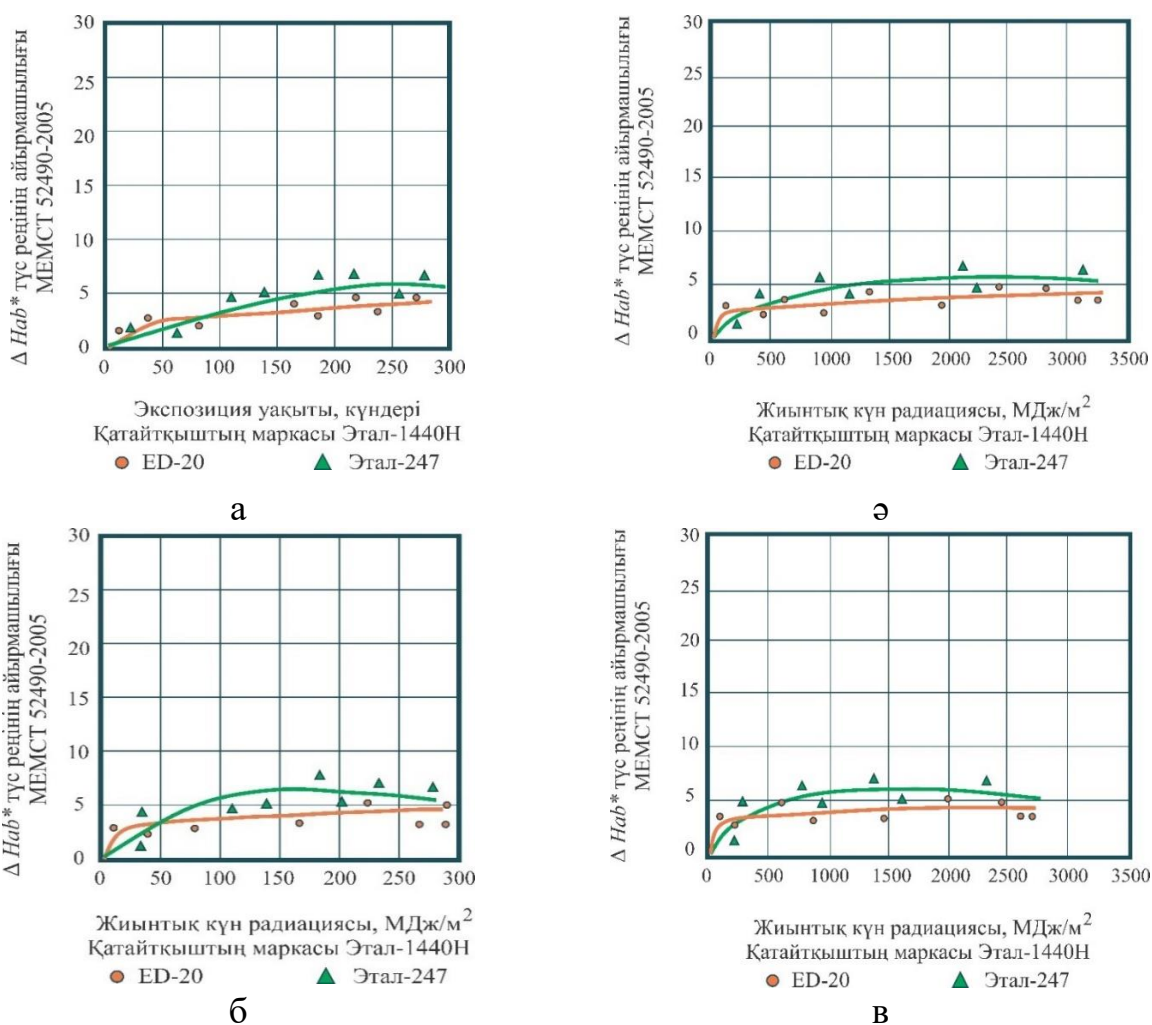 Δ Hab* түс реңінің айырмашылығы
МЕМСТ 52490-2005
30
25
20
15
10
5
0
0 50 100 150 200 250 300
Экспозиция уақыты, күндері
Қатайтқыштың маркасы Этал-1440Н
ED-20 Этал-247
а
Δ Hab* түс реңінің айырмашылығы
МЕМСТ 52490-2005
30
25
20
15
10
5
0
0 500 1000 1500 2000 2500 3000 3500
Жиынтық күн радиациясы, МДж/м²
Қатайтқыштың маркасы Этал-1440Н
ED-20 Этал-247
ə
Δ Hab* түс реңінің айырмашылығы
МЕМСТ 52490-2005
30
25
20
15
10
5
0
0 50 100 150 200 250 300
Жиынтық күн радиациясы, МДж/м²
Қатайтқыштың маркасы Этал-1440Н
ED-20 Этал-247
б
Δ Hab* түс реңінің айырмашылығы
МЕМСТ 52490-2005
30
25
20
15
10
5
0
0 500 1000 1500 2000 2500 3000 3500
Жиынтық күн радиациясы, МДж/м²
Қатайтқыштың маркасы Этал-1440Н
ED-20 Этал-247
в